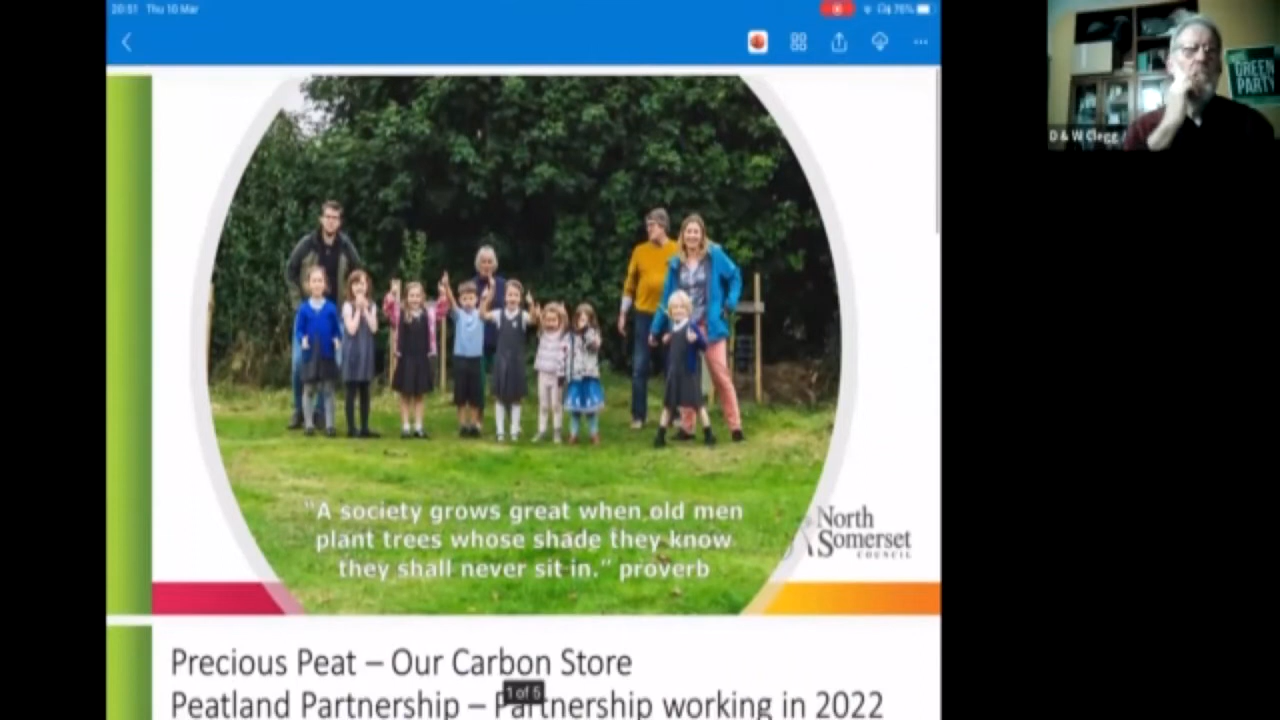 20:51 Thu 10 Mar
76%
GREEN
PARTY
D & W Clegg
"A society grows great when old men
plant trees whose shade they know
they shall never sit in." proverb
North
Somerset
COUNCIL
Precious Peat – Our Carbon Store
1 of 5
Peatland Partnership – Partnership working in 2022